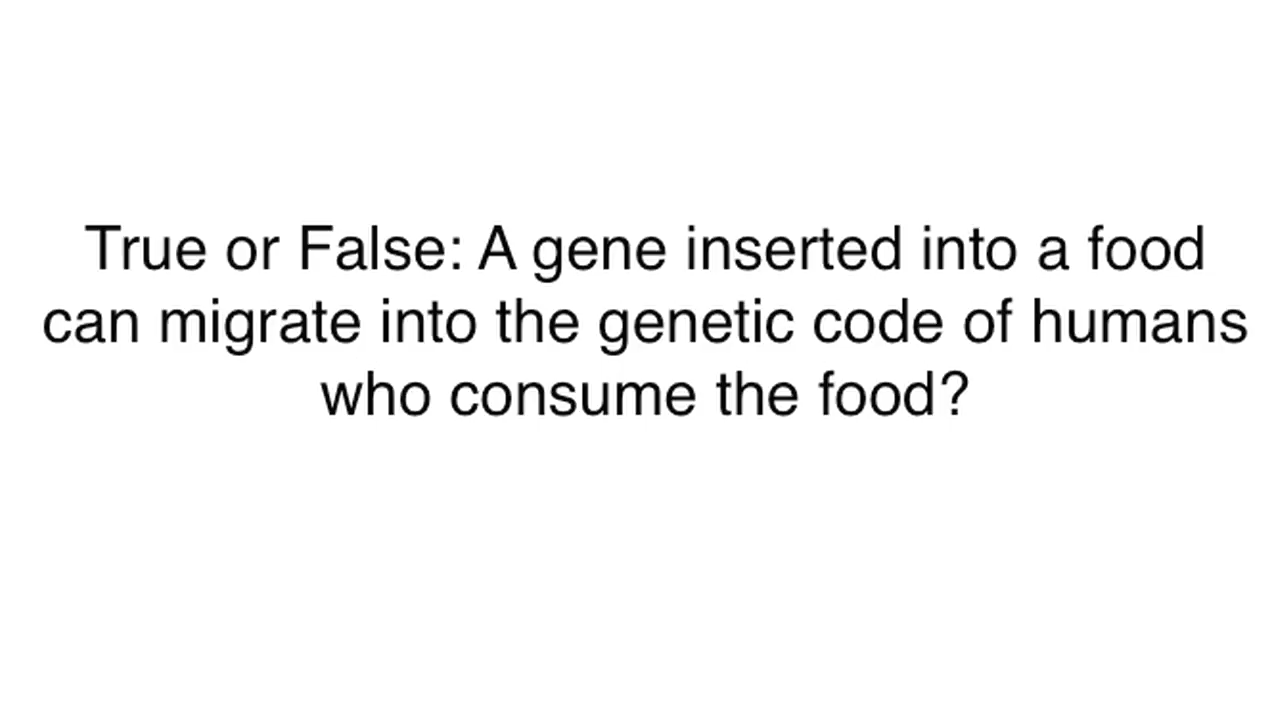 True or False: A gene inserted into a food
can migrate into the genetic code of humans
who consume the food?